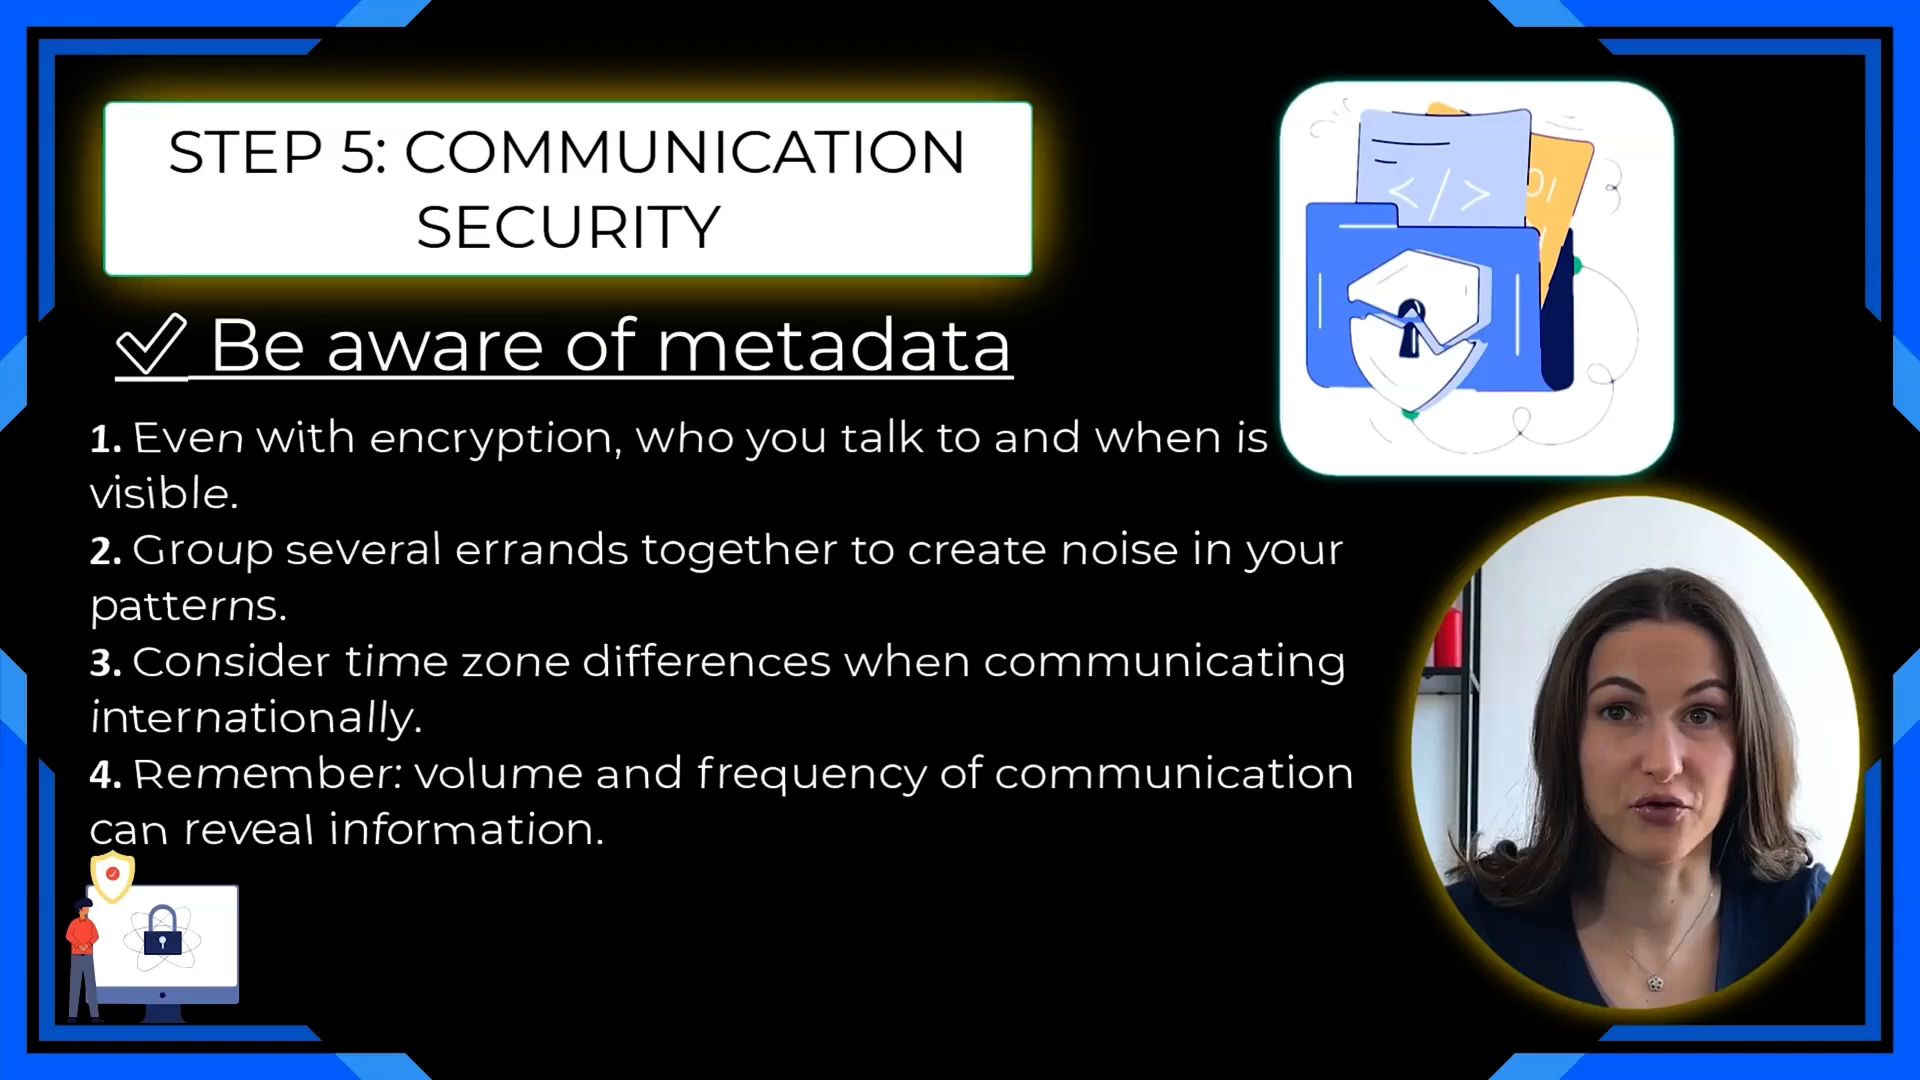 STEP 5: COMMUNICATION
SECURITY
Be aware of metadata
1. Even with encryption, who you talk to and when is
visible.
2. Group several errands together to create noise in your
patterns.
3. Consider time zone differences when communicating
internationally.
4. Remember: volume and frequency of communication
can reveal information.
</>